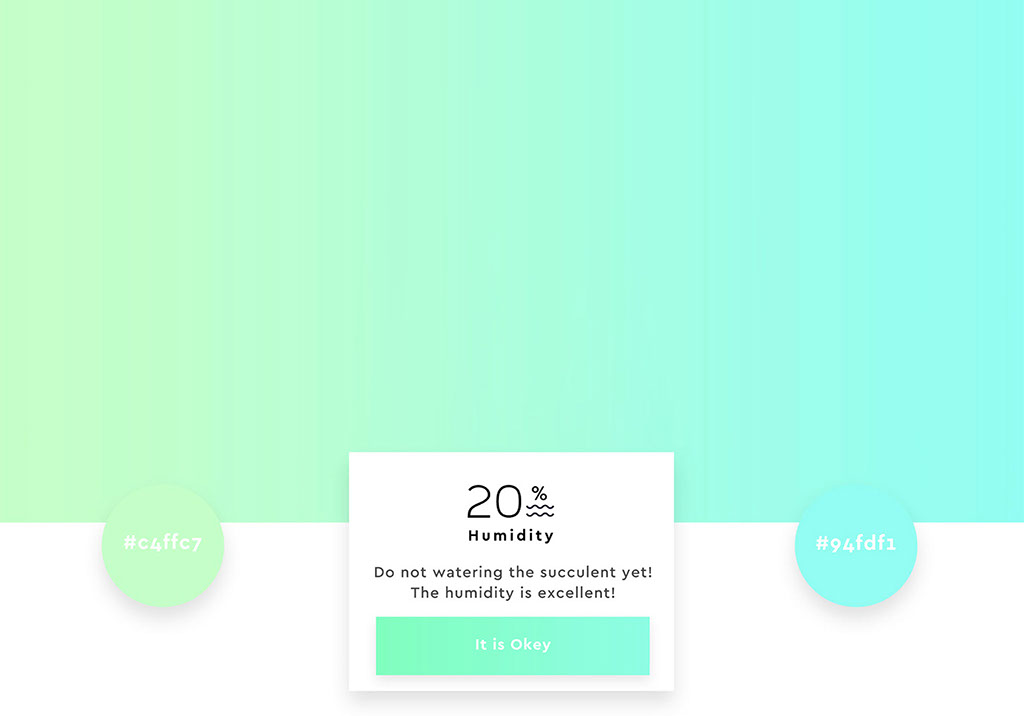 20%
Humidity
#c4ffc7
#94fdf1
Do not watering the succulent yet!
The humidity is excellent!
It is Okey